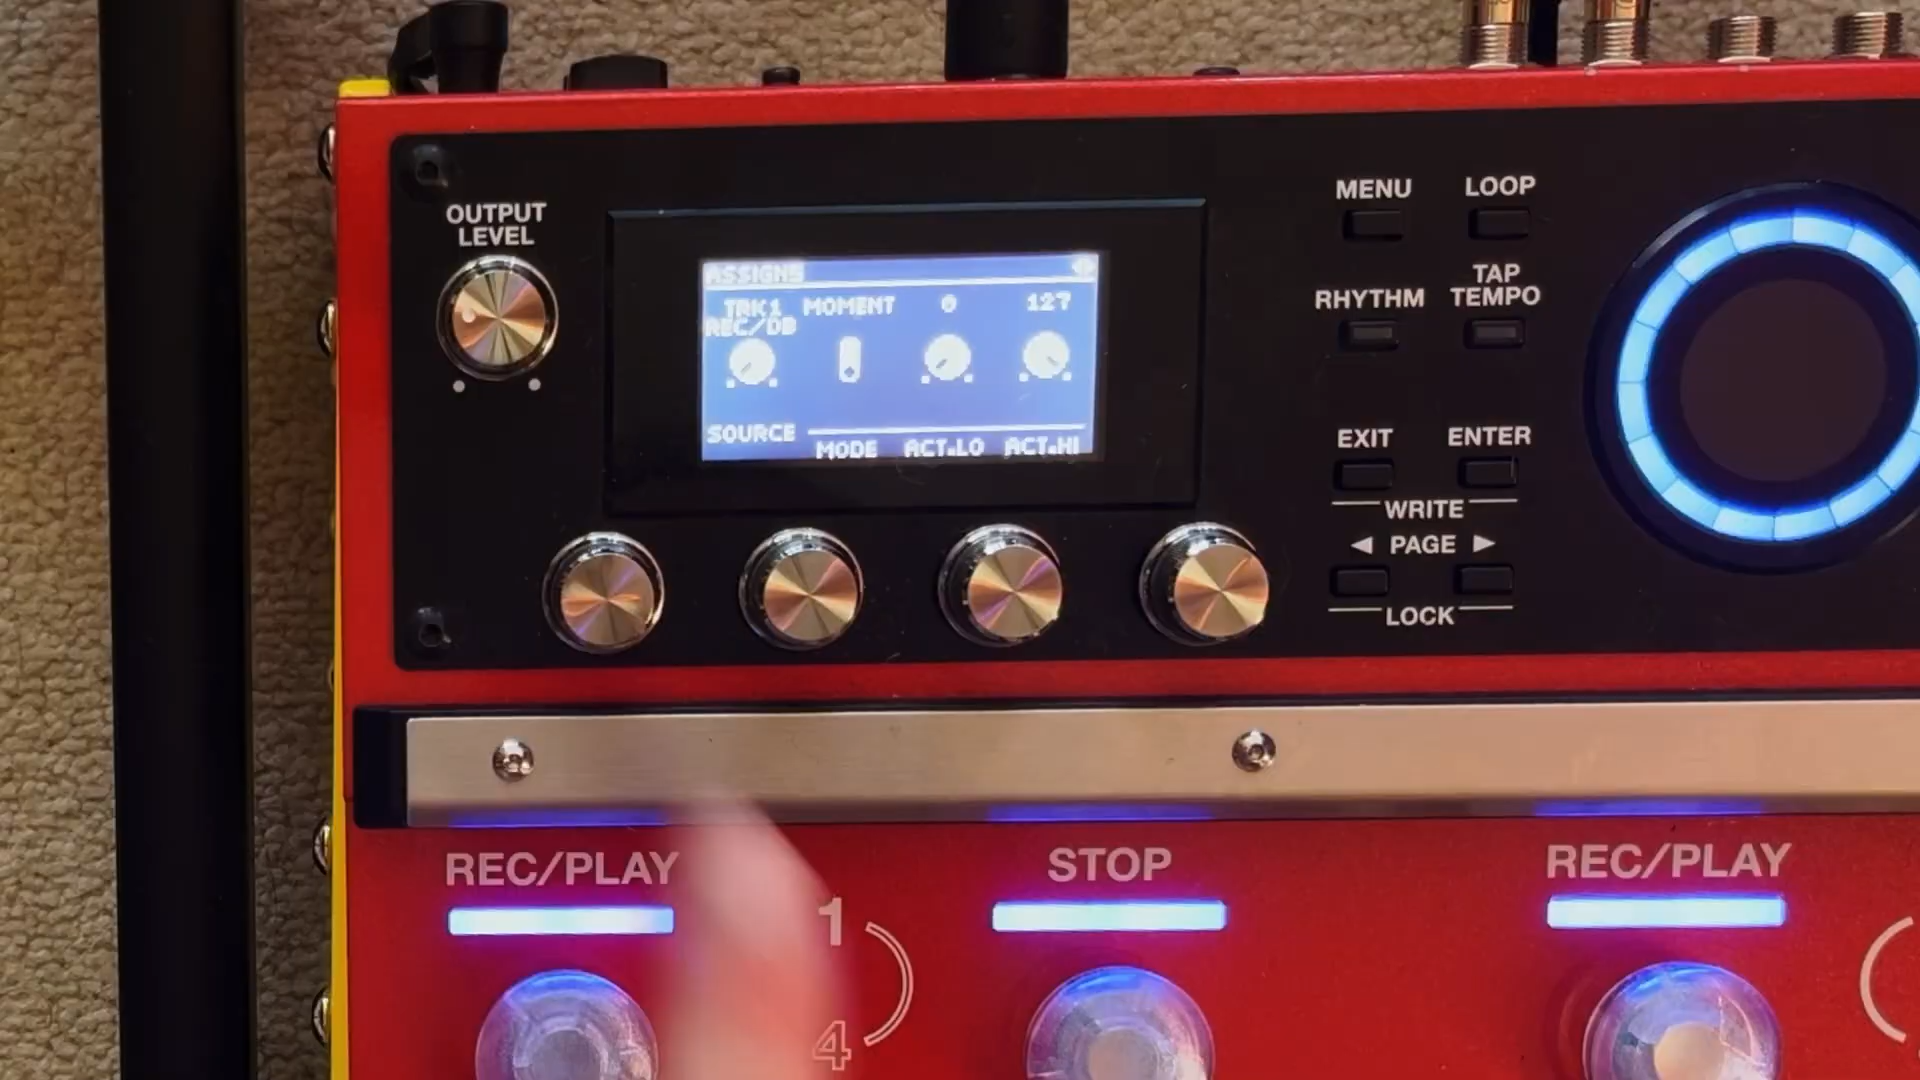 OUTPUT
LEVEL
ASSIGNS
TRK1 MOMENT 0 127
REC/DB
SOURCE MODE ACT.LO ACT.HI
MENU LOOP
RHYTHM TAP
TEMPO
EXIT ENTER
WRITE
◀ PAGE ▶
LOCK
REC/PLAY STOP REC/PLAY
1
4